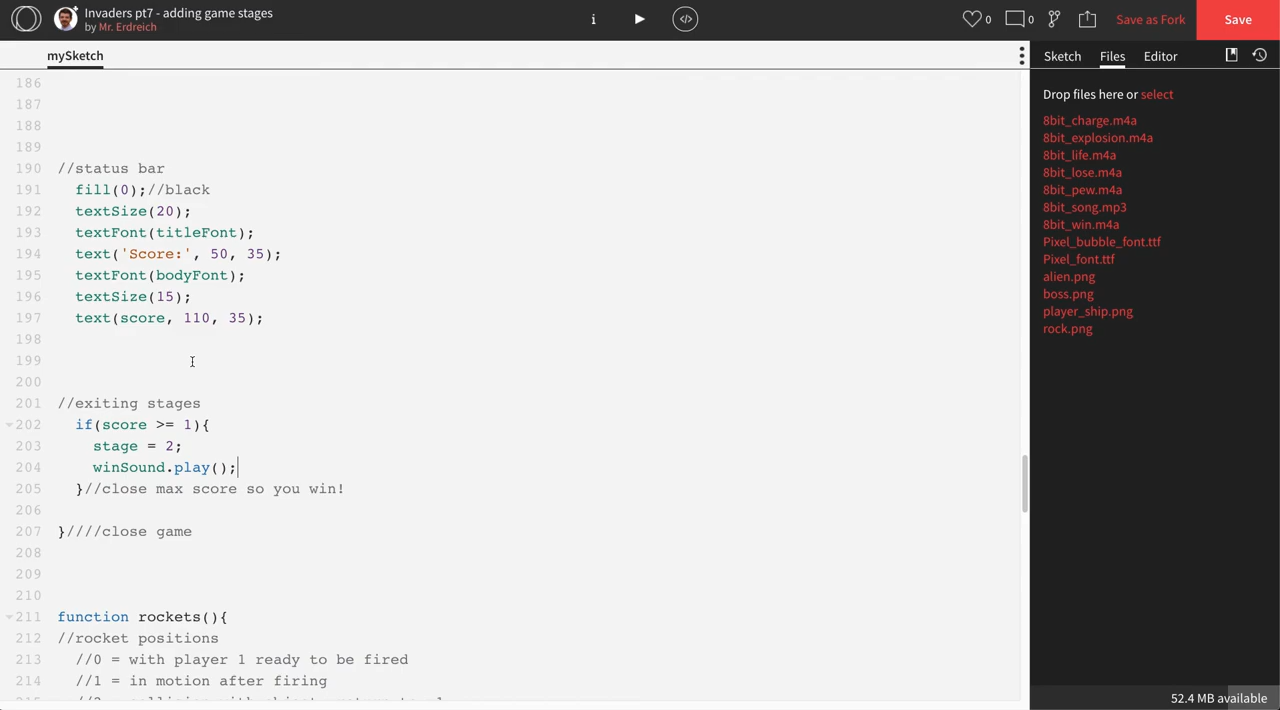 Invaders pt7 - adding game stages
by Mr. Erdreich
i
</>
0
0
Save as Fork
Save
mySketch
Sketch
Files
Editor
186
187
188
189
190 //status bar
191 fill(0);//black
192 textSize(20);
193 textFont(titleFont);
194 text('Score:', 50, 35);
195 textFont(bodyFont);
196 textSize(15);
197 text(score, 110, 35);
198
199
200
201 //exiting stages
202 if(score >= 1){
203 stage = 2;
204 winSound.play();
205 }//close max score so you win!
206
207 }////close game
208
209
210
211 function rockets(){
212 //rocket positions
213 //0 = with player 1 ready to be fired
214 //1 = in motion after firing
Drop files here or select
8bit_charge.m4a
8bit_explosion.m4a
8bit_life.m4a
8bit_lose.m4a
8bit_pew.m4a
8bit_song.mp3
8bit_win.m4a
Pixel_bubble_font.ttf
Pixel_font.ttf
alien.png
boss.png
player_ship.png
rock.png
52.4 MB available